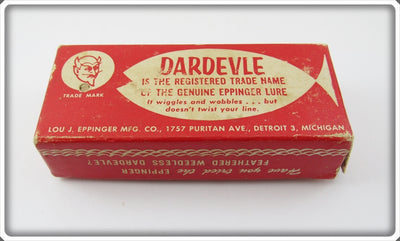 DARDEVLE
IS THE REGISTERED TRADE NAME
OF THE GENUINE EPPINGER LURE
It wiggles and wobbles . . . but
doesn't twist your line.
TRADE MARK
LOU J. EPPINGER MFG. CO., 1757 PURITAN AVE., DETROIT 3, MICHIGAN
Have you tried the EPPINGER
FEATHERED WEEDLESS DARDEVLE?